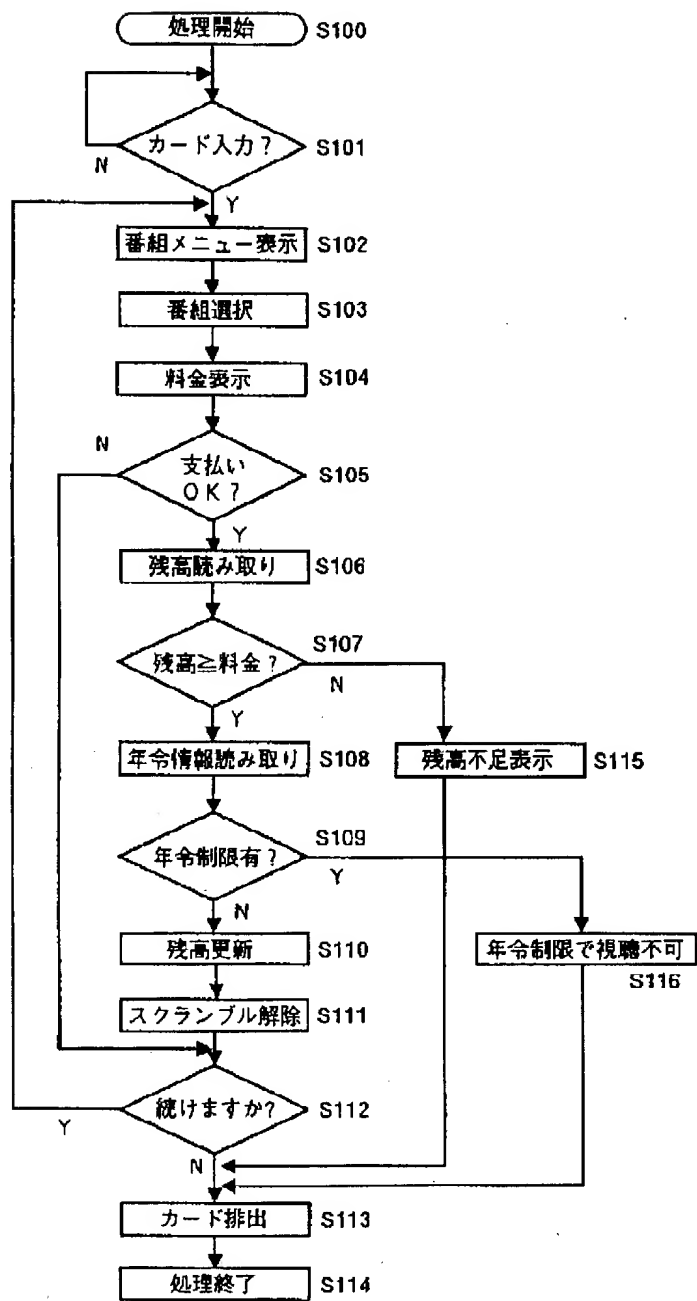 処理開始 S100
カード入力? S101
N
Y
番組メニュー表示 S102
番組選択 S103
料金表示 S104
N
支払い
OK? S105
Y
残高読み取り S106
残高≧料金? S107
N
Y
年令情報読み取り S108
残高不足表示 S115
年令制限有? S109
Y
N
残高更新 S110
年令制限で視聴不可
S116
スクランブル解除 S111
続けますか? S112
Y
N
カード排出 S113
処理終了 S114